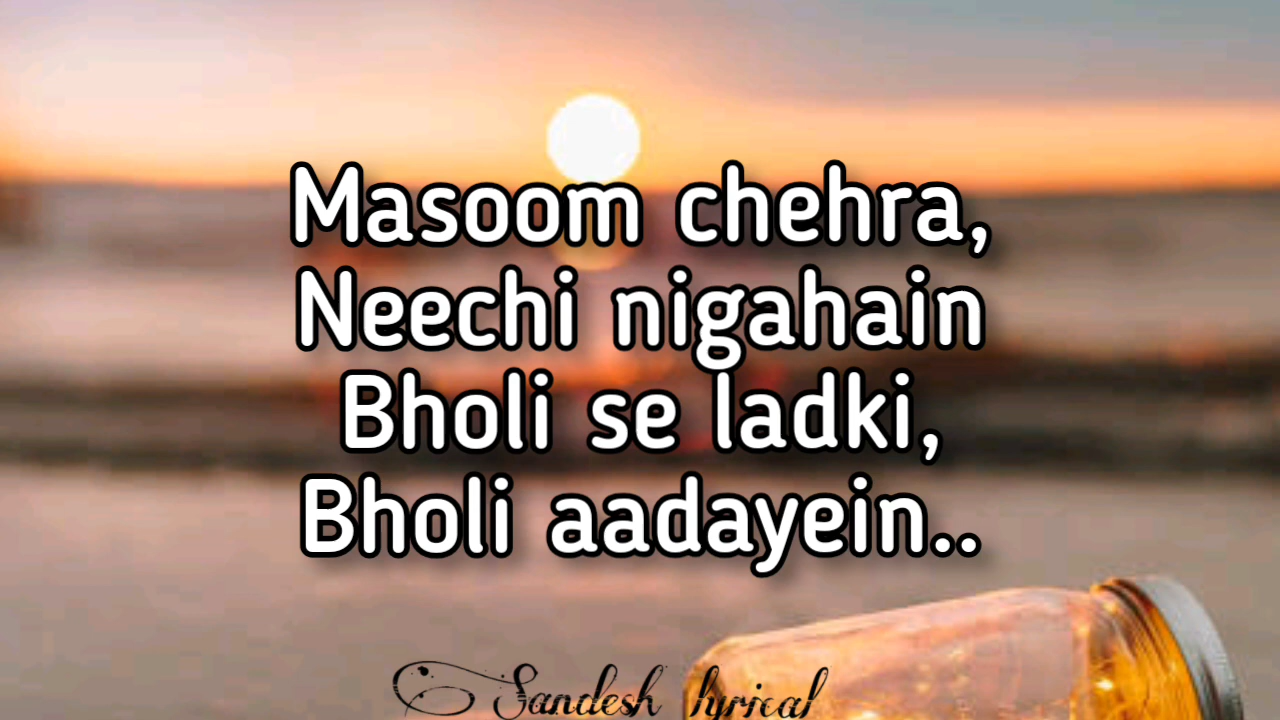 Masoom chehra,
Neechi nigahain
Bholi se ladki,
Bholi aadayein..
Sandesh lyrical